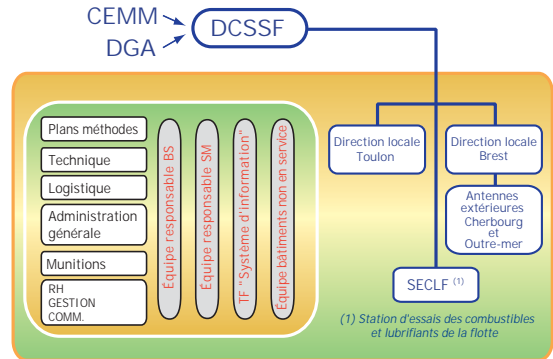 CEMM
DGA
DCSSF
Plans méthodes
Technique
Logistique
Administration
générale
Munitions
RH
GESTION
COMM.
Équipe responsable BS
Équipe responsable SM
TF "Système d'information"
Équipe bâtiments non en service
Direction locale
Toulon
Direction locale
Brest
Antennes
extérieures
Cherbourg
et
Outre-mer
SECLF (1)
(1) Station d'essais des combustibles
et lubrifiants de la flotte